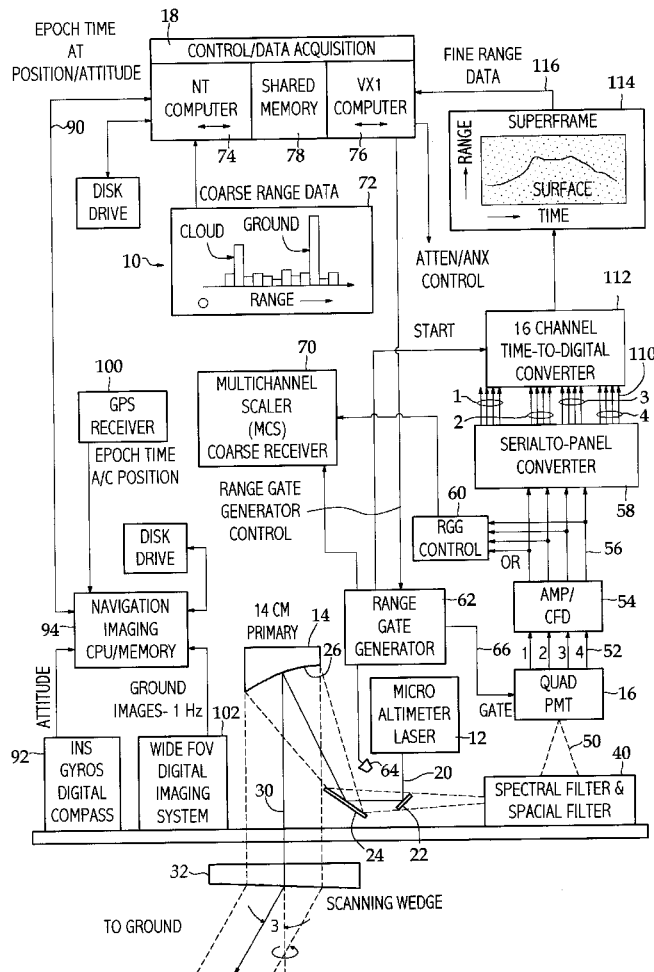 EPOCH TIME
AT
POSITION/ATTITUDE
18
CONTROL/DATA ACQUISITION
NT
COMPUTER
SHARED
MEMORY
VX1
COMPUTER
74
78
76
90
FINE RANGE
DATA
116
114
SUPERFRAME
RANGE
SURFACE
TIME
DISK
DRIVE
COARSE RANGE DATA
72
CLOUD
GROUND
10
RANGE
ATTEN/ANX
CONTROL
START
112
16 CHANNEL
TIME-TO-DIGITAL
CONVERTER
110
1
2
3
4
SERIALTO-PANEL
CONVERTER
58
100
GPS
RECEIVER
EPOCH TIME
A/C POSITION
70
MULTICHANNEL
SCALER
(MCS)
COARSE RECEIVER
RANGE GATE
GENERATOR
CONTROL
60
RGG
CONTROL
OR
56
DISK
DRIVE
AMP/
CFD
54
62
RANGE
GATE
GENERATOR
66
1
2
3
4
52
NAVIGATION
IMAGING
CPU/MEMORY
94
14 CM
PRIMARY
14
26
QUAD
PMT
16
GATE
MICRO
ALTIMETER
LASER
12
ATTITUDE
GROUND
IMAGES- 1 Hz
102
92
INS
GYROS
DIGITAL
COMPASS
WIDE FOV
DIGITAL
IMAGING
SYSTEM
64
20
50
40
SPECTRAL FILTER &
SPACIAL FILTER
30
22
24
32
SCANNING WEDGE
TO GROUND
3